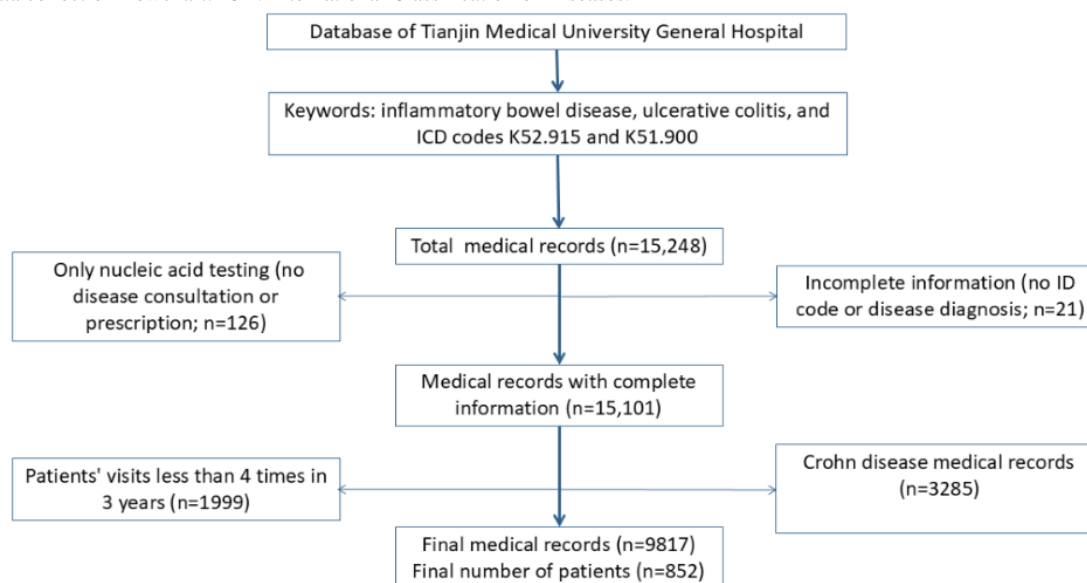 Database of Tianjin Medical University General Hospital
Keywords: inflammatory bowel disease, ulcerative colitis, and
ICD codes K52.915 and K51.900
Total medical records (n=15,248)
Only nucleic acid testing (no
disease consultation or
prescription; n=126)
Incomplete information (no ID
code or disease diagnosis; n=21)
Medical records with complete
information (n=15,101)
Patients' visits less than 4 times in
3 years (n=1999)
Crohn disease medical records
(n=3285)
Final medical records (n=9817)
Final number of patients (n=852)